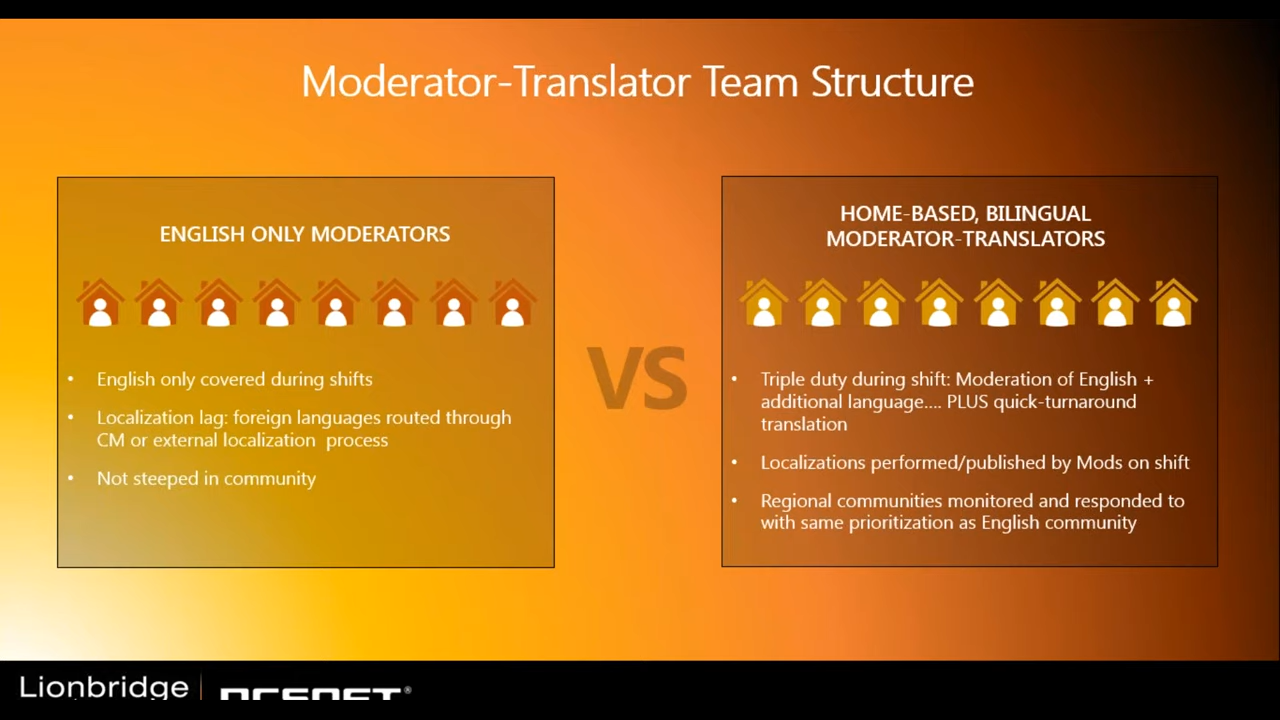 Moderator-Translator Team Structure
ENGLISH ONLY MODERATORS
• English only covered during shifts
• Localization lag: foreign languages routed through
CM or external localization  process
• Not steeped in community
VS
HOME-BASED, BILINGUAL
MODERATOR-TRANSLATORS
• Triple duty during shift: Moderation of English +
additional language.... PLUS quick-turnaround
translation
• Localizations performed/published by Mods on shift
• Regional communities monitored and responded to
with same prioritization as English community
Lionbridge